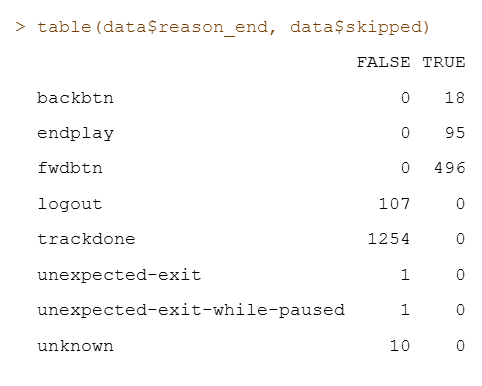 > table(data$reason_end, data$skipped)
FALSE TRUE
backbtn 0 18
endplay 0 95
fwdbtn 0 496
logout 107 0
trackdone 1254 0
unexpected-exit 1 0
unexpected-exit-while-paused 1 0
unknown 10 0